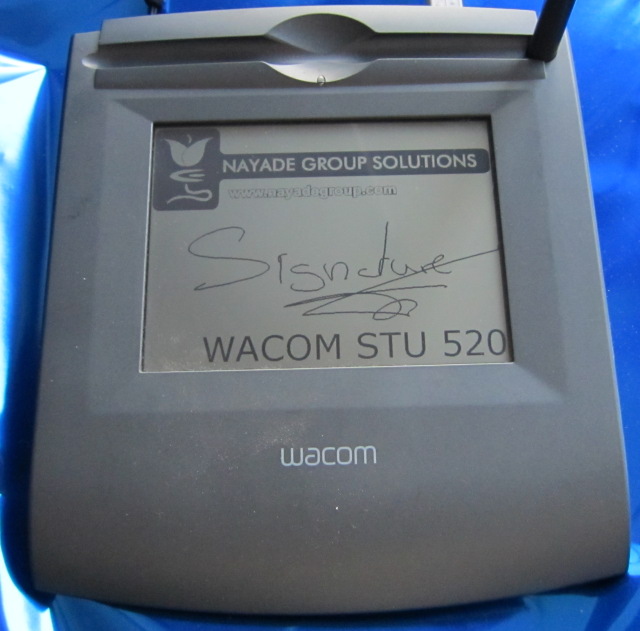 NAYADE GROUP SOLUTIONS
www.nayadegroup.com
Signature
WACOM STU 520
wacom